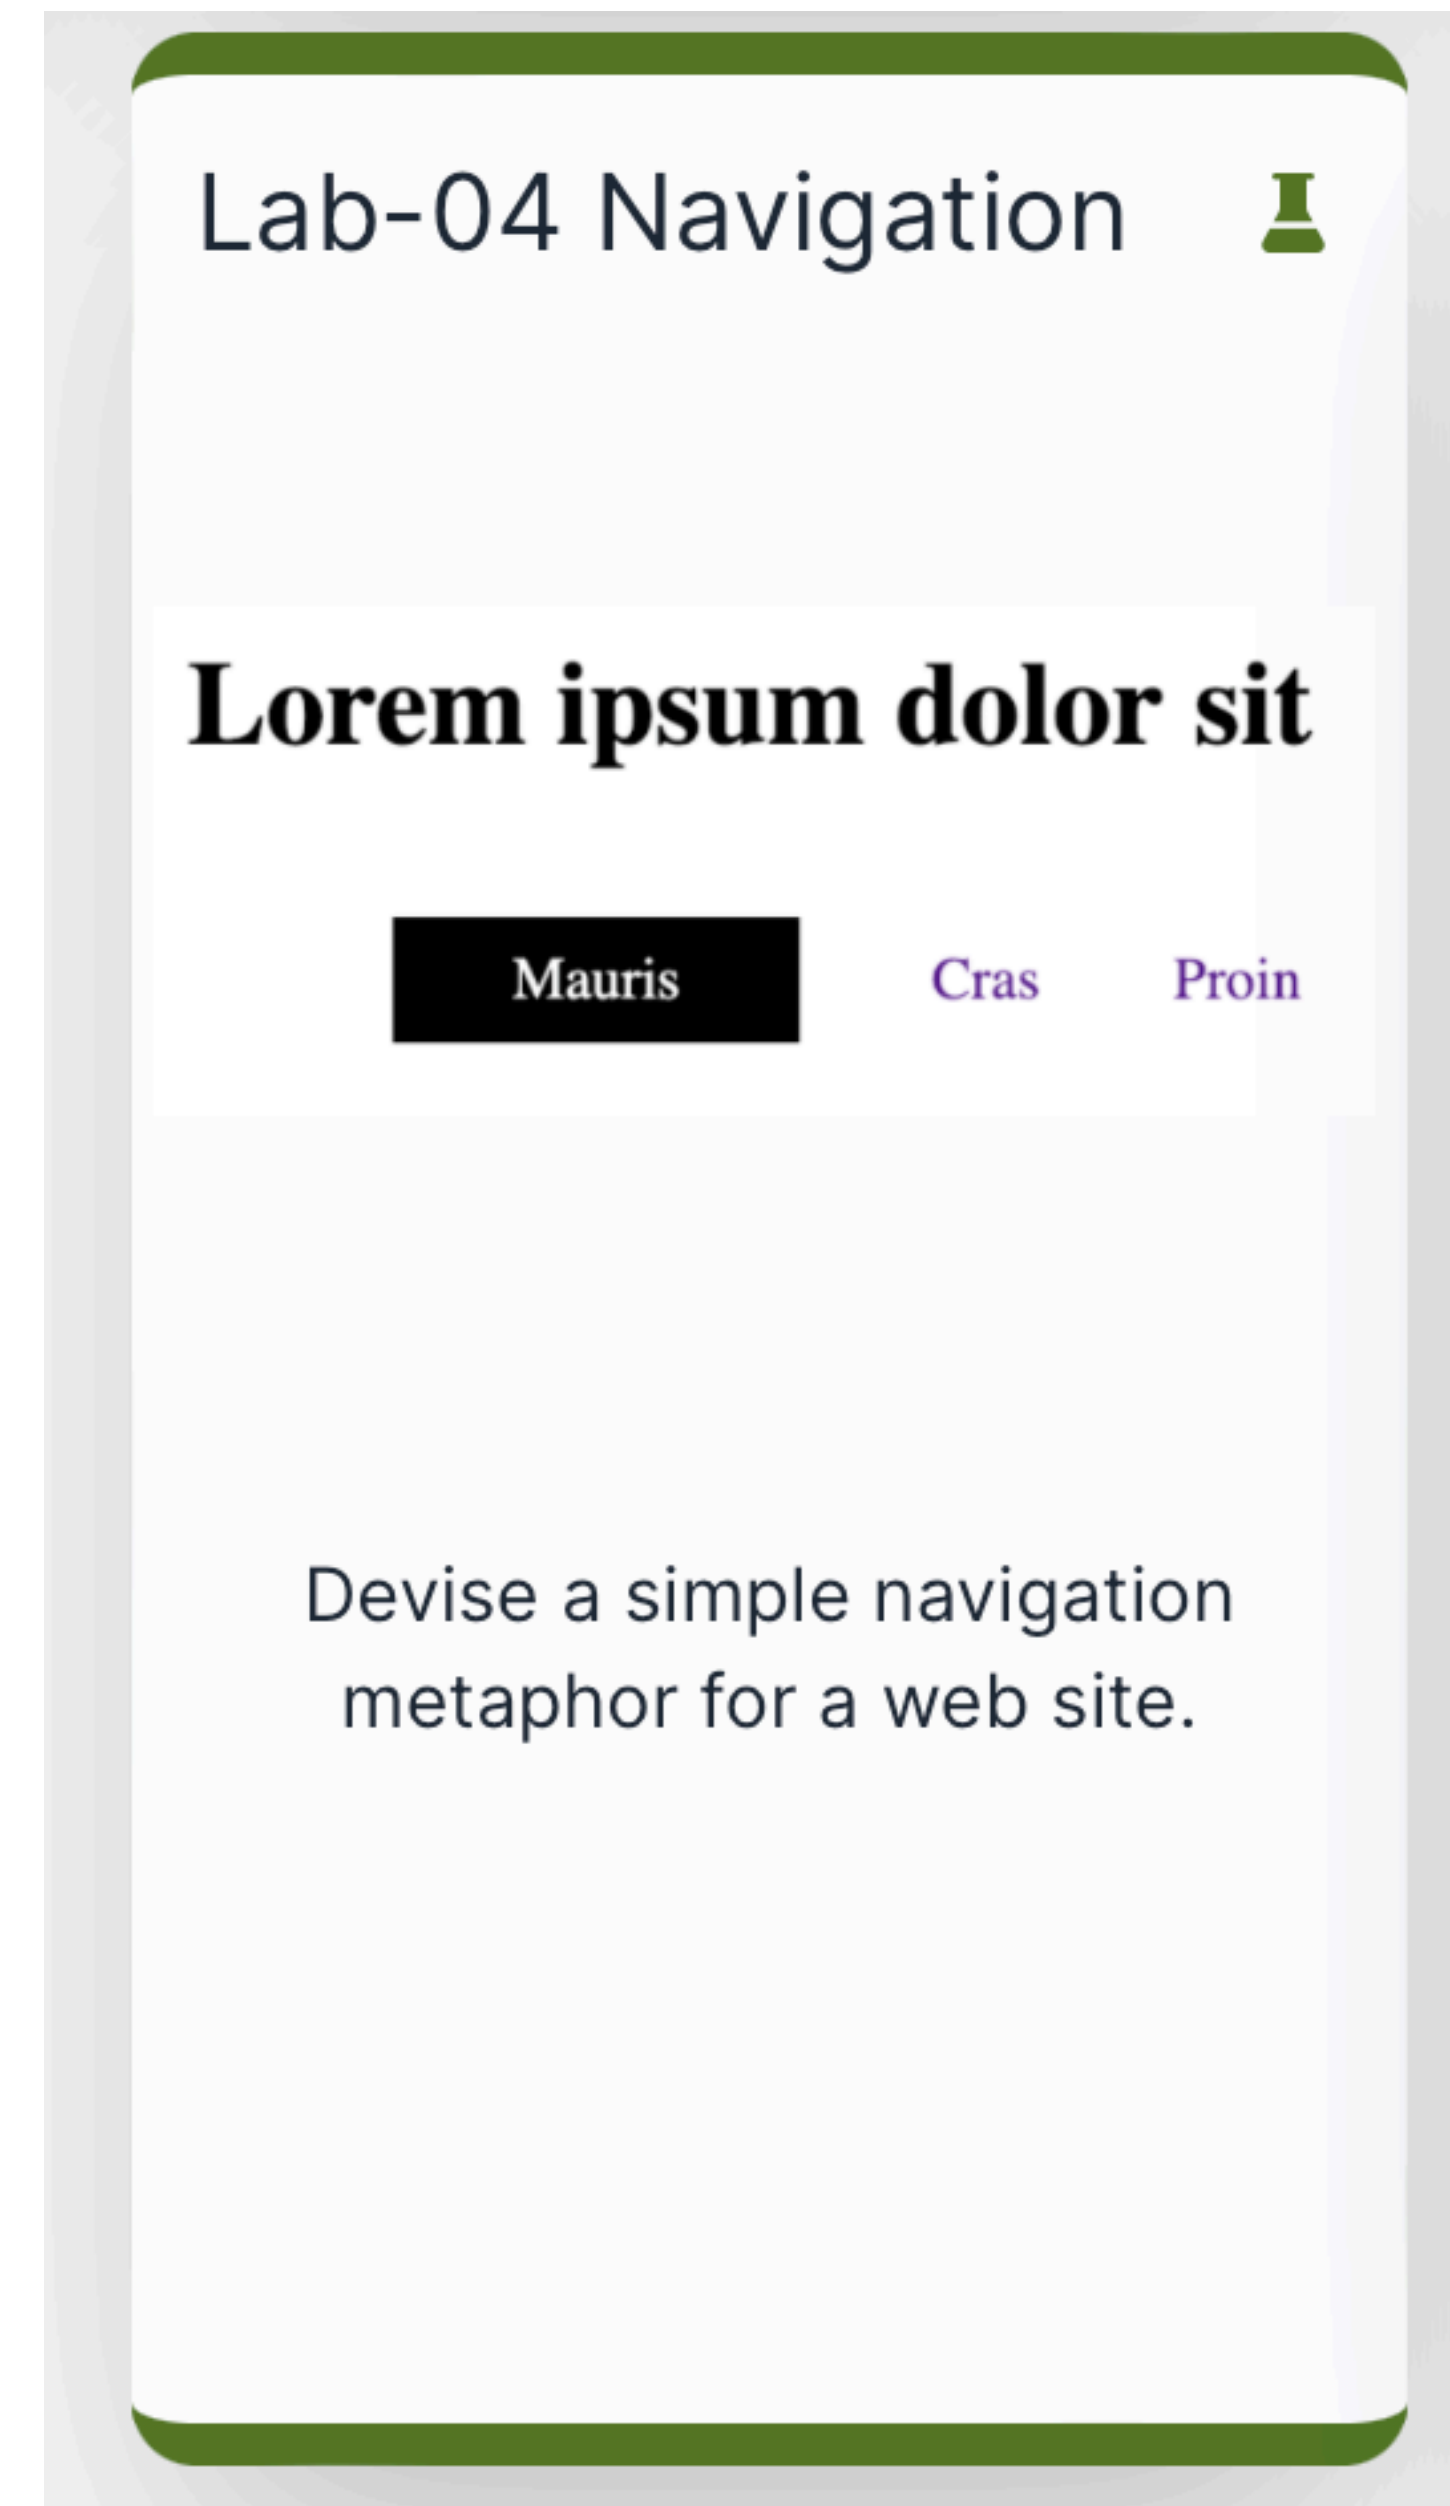 Lab-04 Navigation
Lorem ipsum dolor sit
Mauris Cras Proin
Devise a simple navigation
metaphor for a web site.